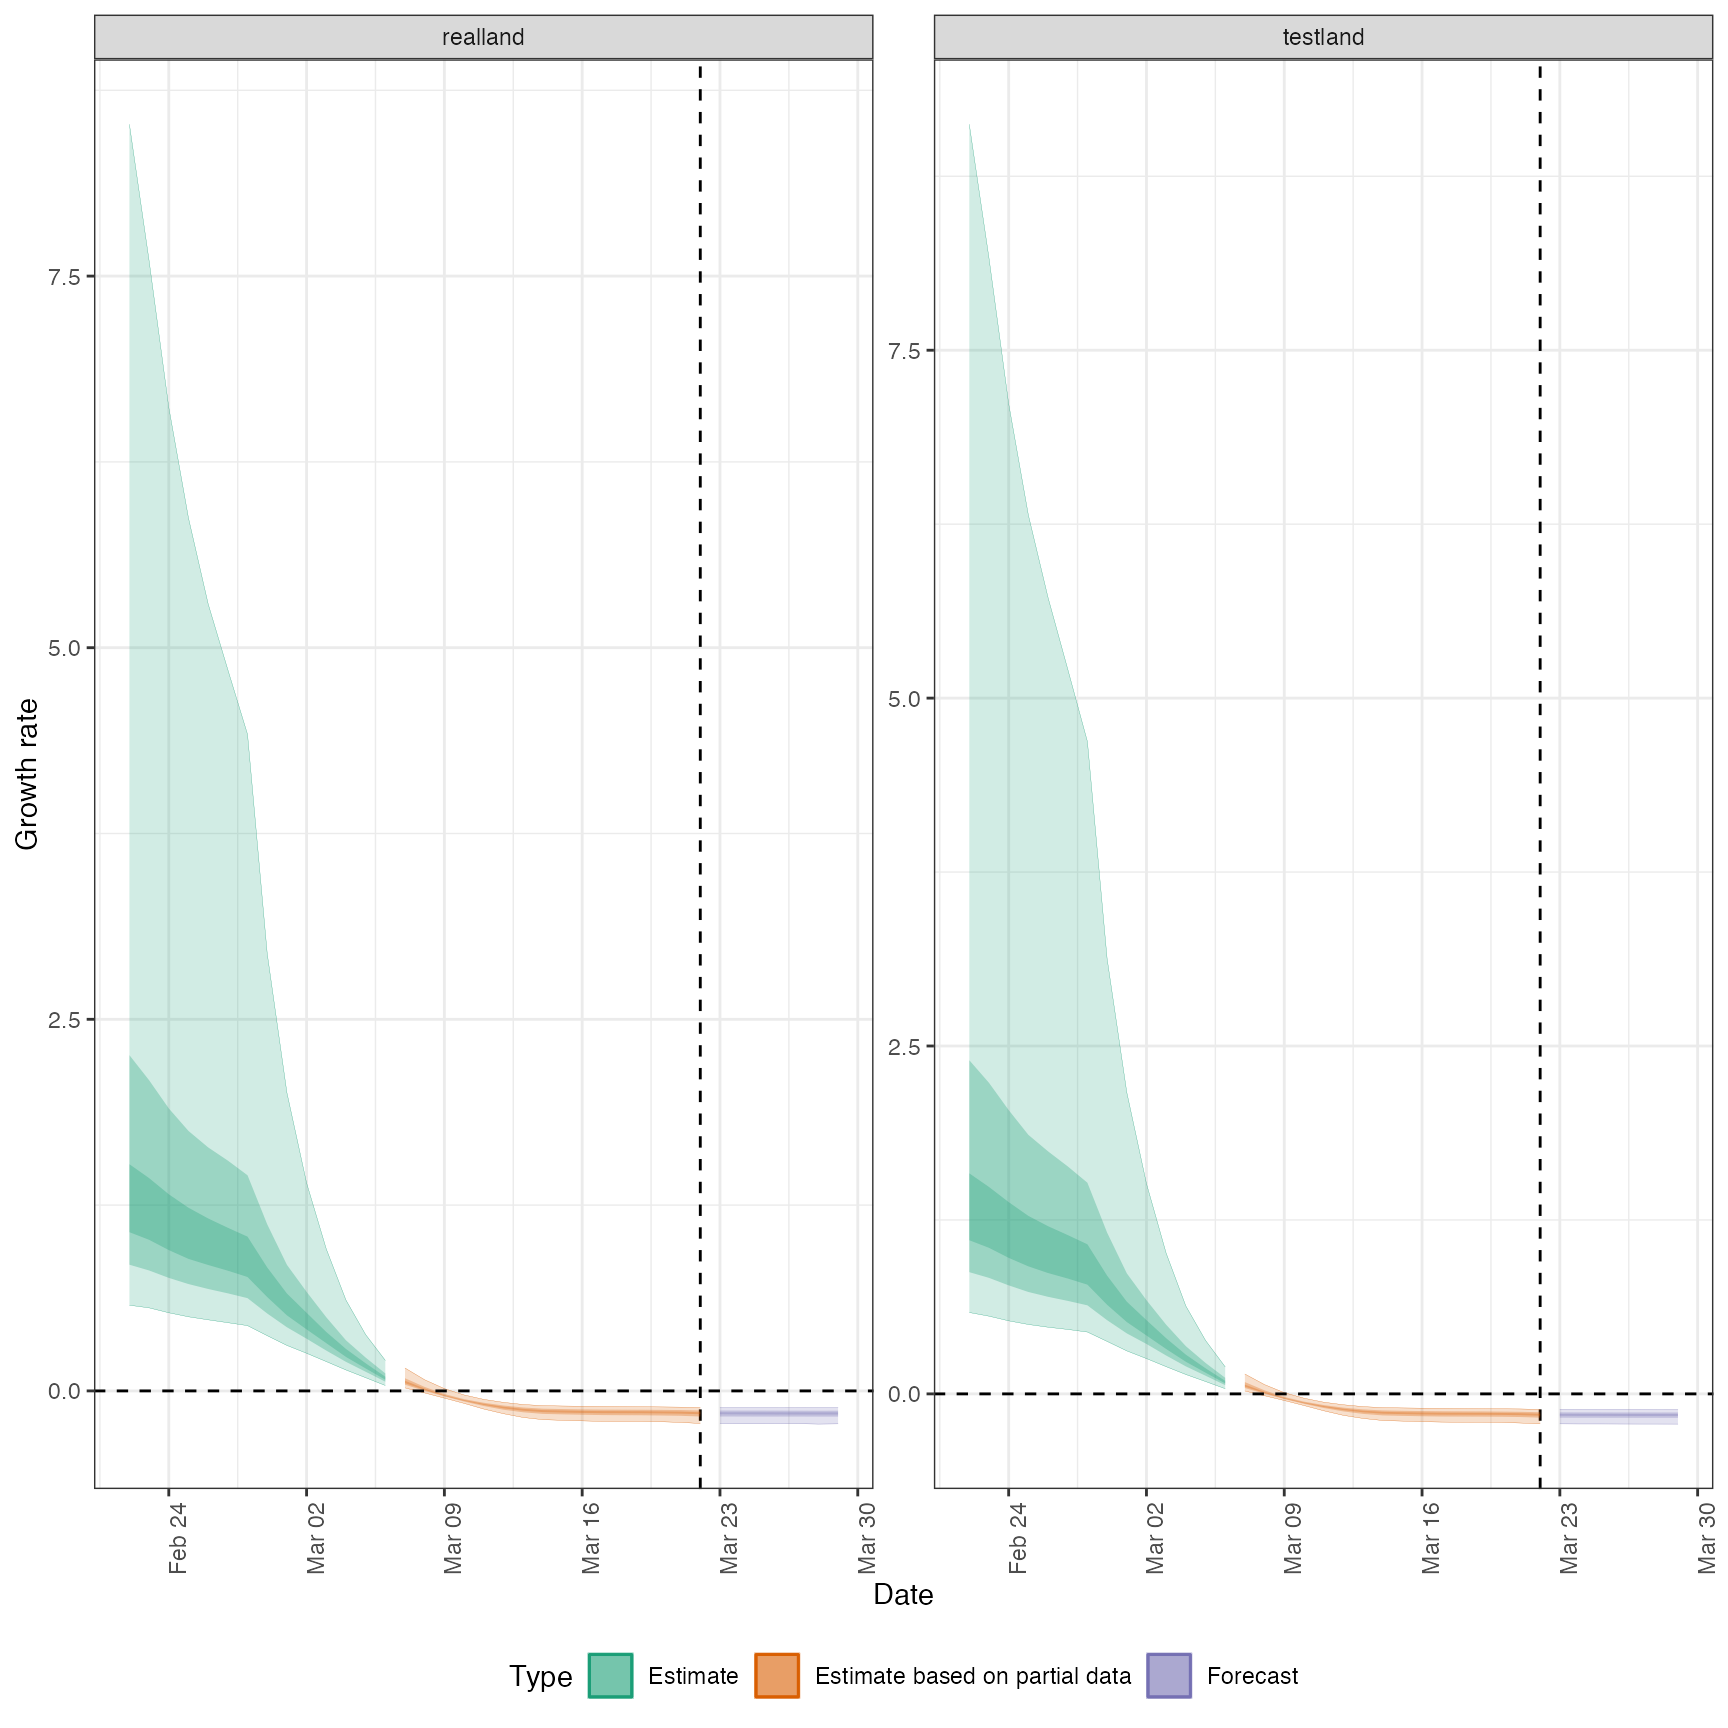 realland
testland
Growth rate
7.5
5.0
2.5
0.0
7.5
5.0
2.5
0.0
Feb 24
Mar 02
Mar 09
Mar 16
Mar 23
Mar 30
Feb 24
Mar 02
Mar 09
Mar 16
Mar 23
Mar 30
Date
Type
Estimate
Estimate based on partial data
Forecast